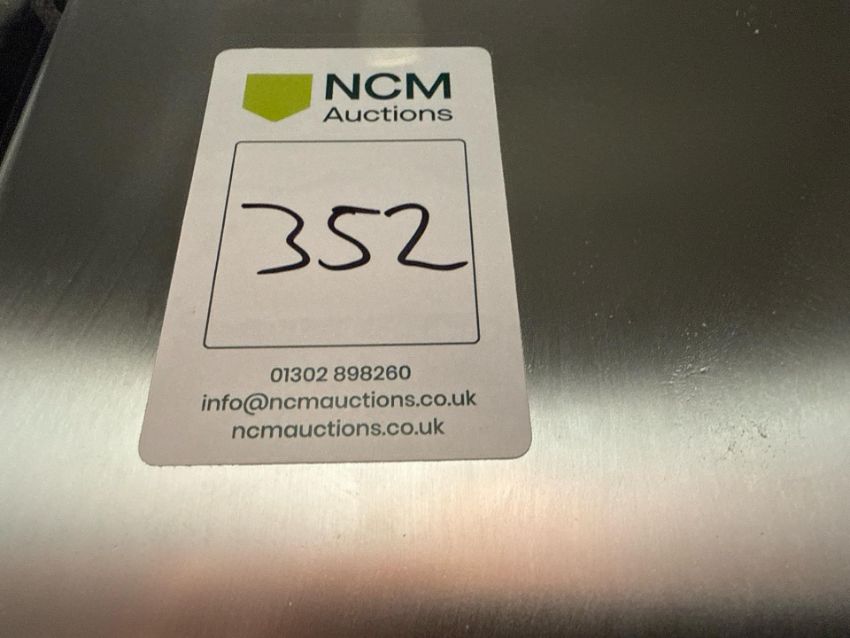 NCM
Auctions
352
01302 898260
info@ncmauctions.co.uk
ncmauctions.co.uk